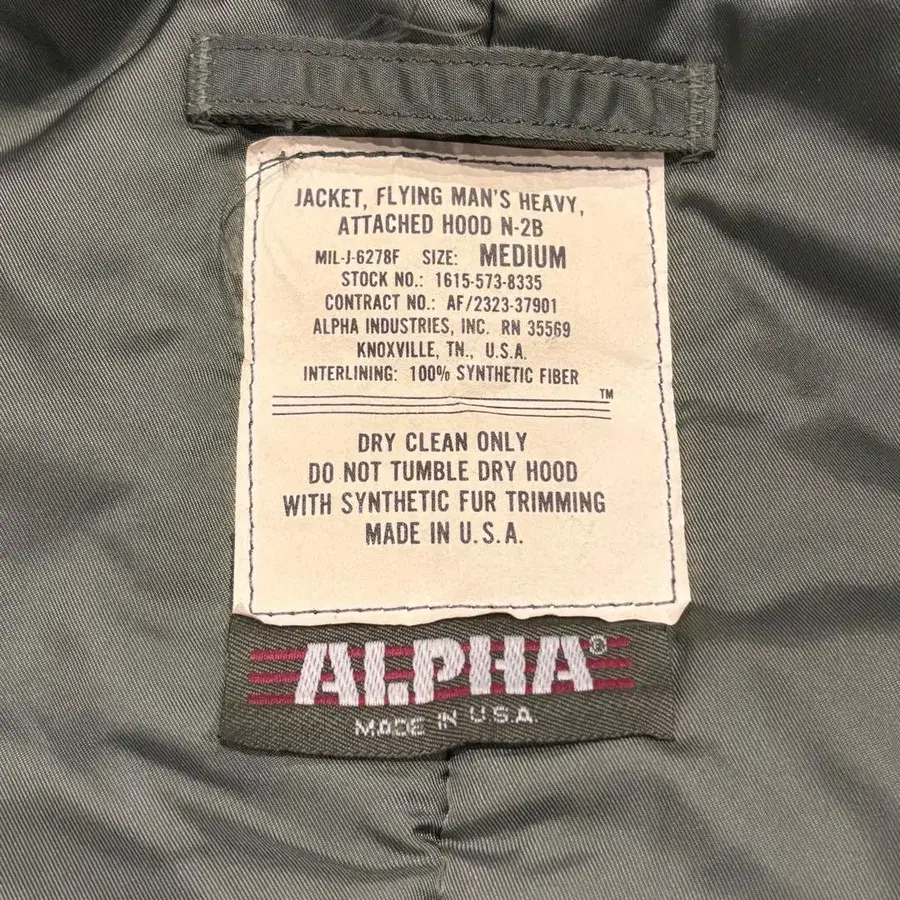 JACKET, FLYING MAN'S HEAVY,
ATTACHED HOOD N-2B
MIL-J-6278F SIZE: MEDIUM
STOCK NO.: 1615-573-8335
CONTRACT NO.: AF/2323-37901
ALPHA INDUSTRIES, INC. RN 35569
KNOXVILLE, TN., U.S.A.
INTERLINING: 100% SYNTHETIC FIBER
TM
DRY CLEAN ONLY
DO NOT TUMBLE DRY HOOD
WITH SYNTHETIC FUR TRIMMING
MADE IN U.S.A.
ALPHA®
MADE IN U.S.A.